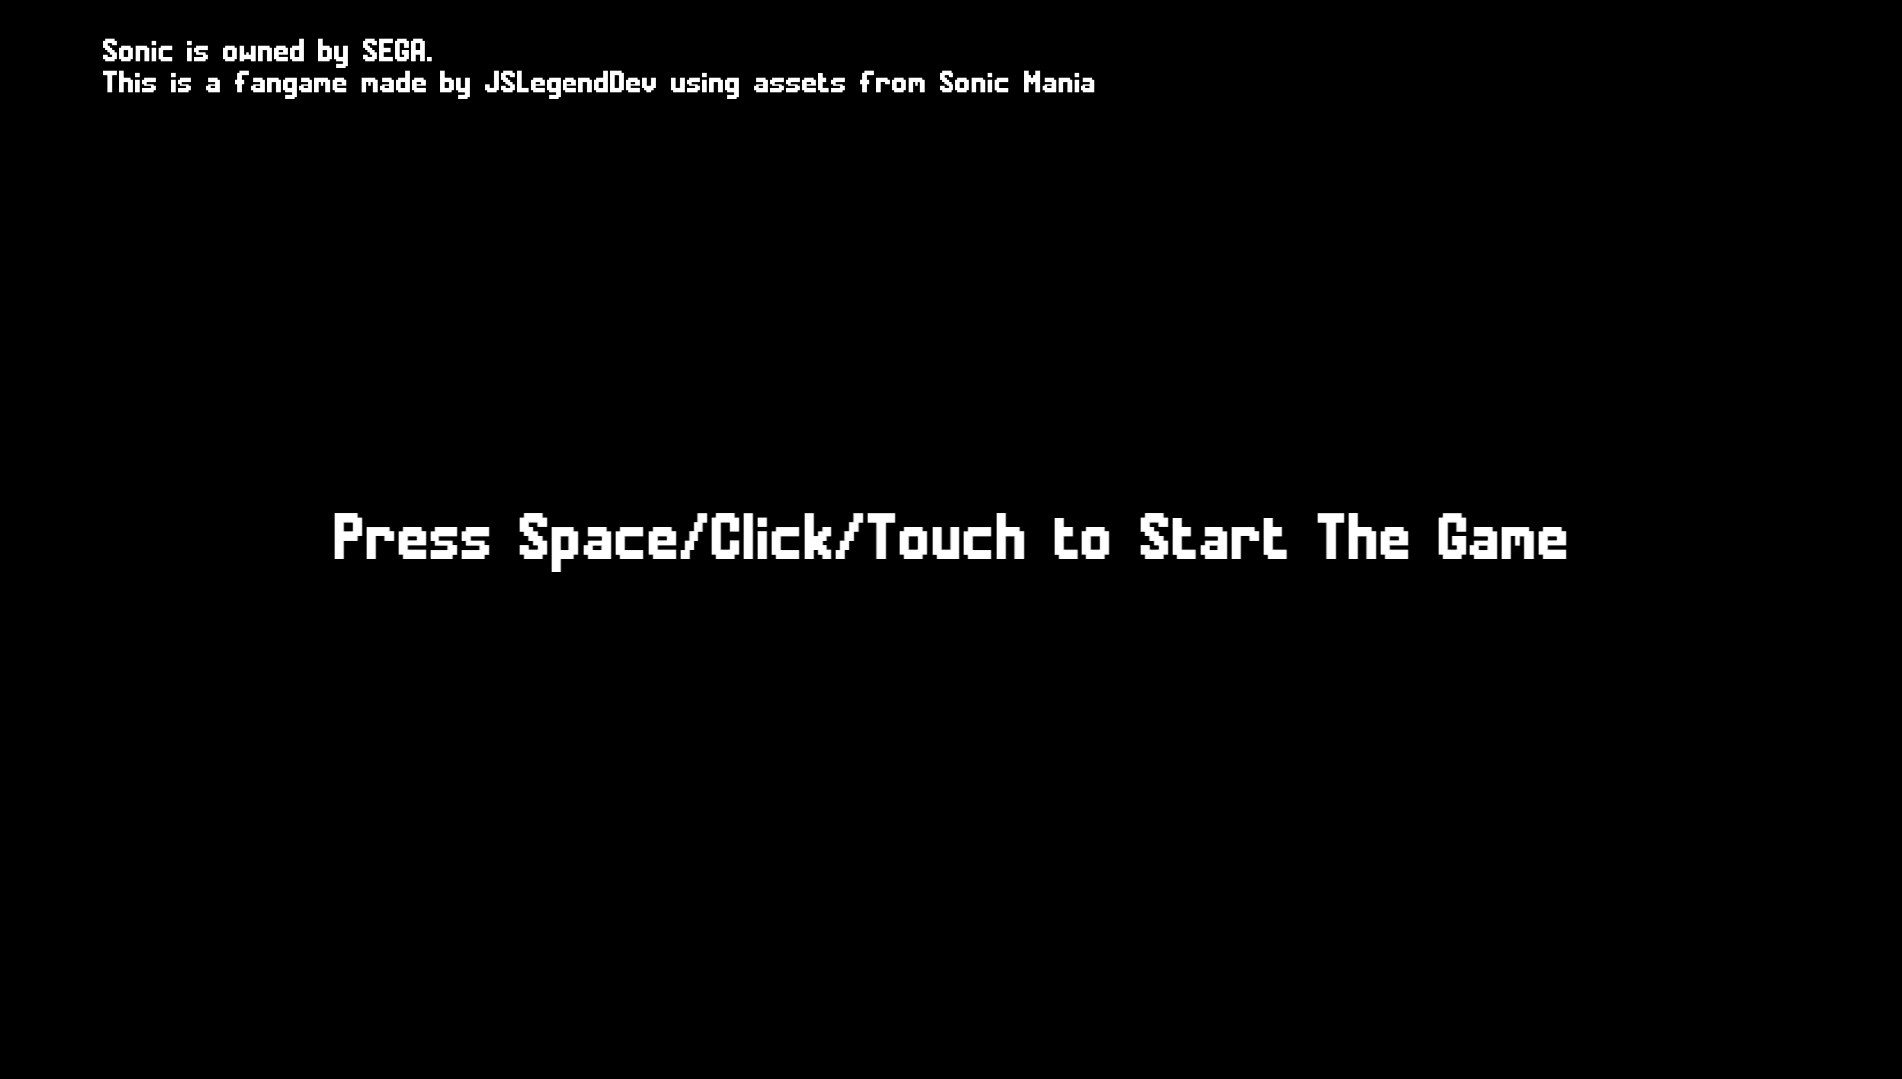 Sonic is owned by SEGA.
This is a fangame made by JSLegendDev using assets from Sonic Mania
Press Space/Click/Touch to Start The Game